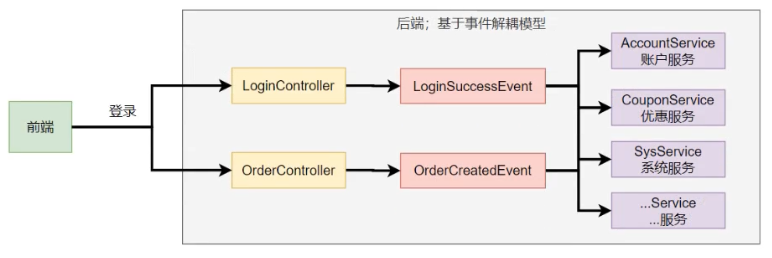 后端；基于事件解耦模型
前端
登录
LoginController
LoginSuccessEvent
OrderController
OrderCreatedEvent
AccountService
账户服务
CouponService
优惠服务
SysService
系统服务
...Service
...服务